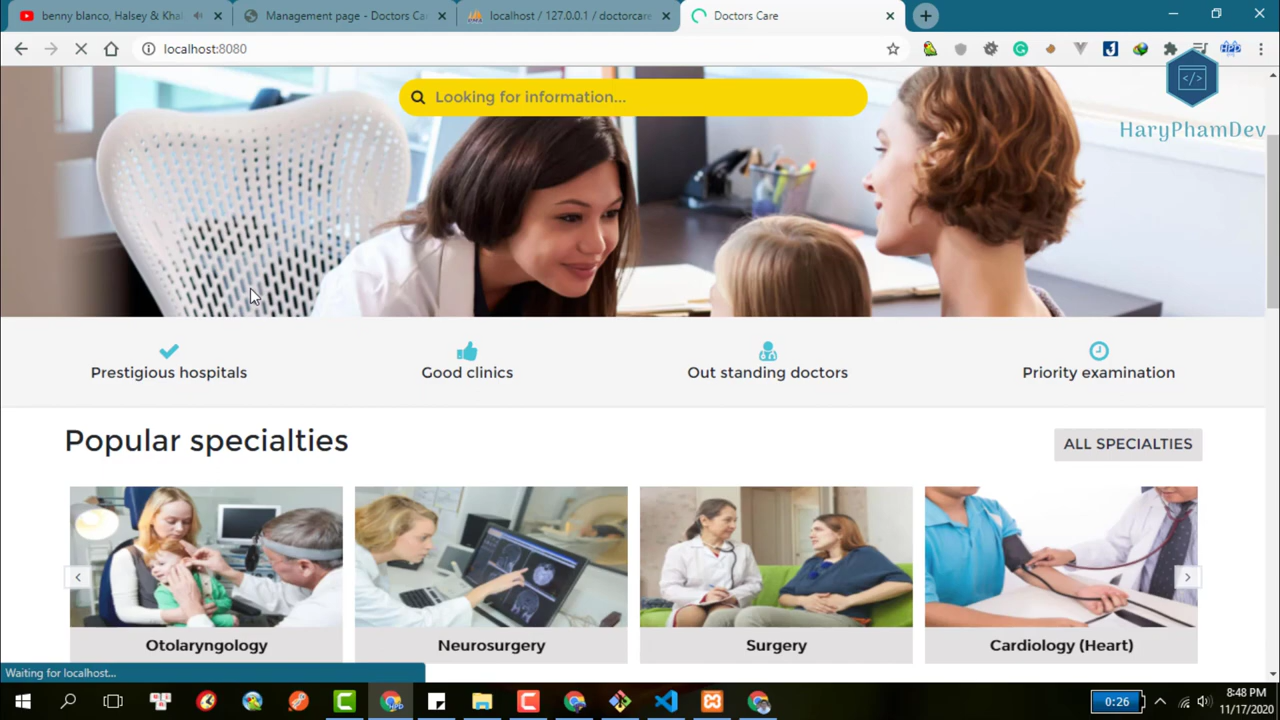 benny blanco, Halsey & Khal
Management page - Doctors Ca
localhost / 127.0.0.1 / doctorcare
Doctors Care
localhost:8080
Looking for information...
</>
HaryPhamDev
Prestigious hospitals
Good clinics
Out standing doctors
Priority examination
Popular specialties
ALL SPECIALTIES
Otolaryngology
Neurosurgery
Surgery
Cardiology (Heart)
Waiting for localhost...
0:26
8:48 PM
11/17/2020